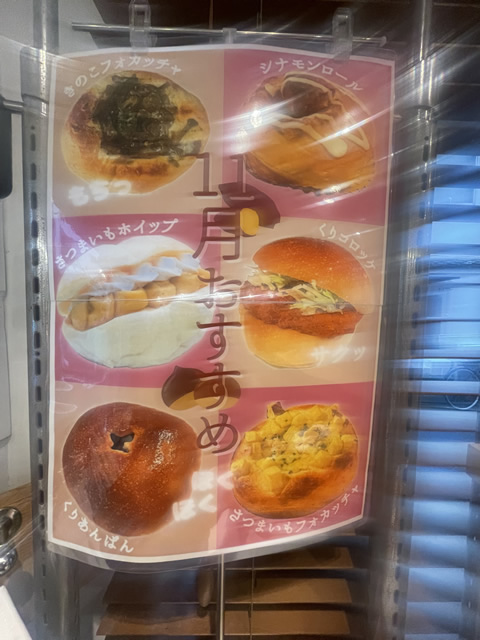 きのこフォカッチャ
もちっ
シナモンロール
11月おすすめ
さつまいもホイップ
くりコロッケ
サクッ
くりあんぱん
ほく
ほく
さつまいもフォカッチャ